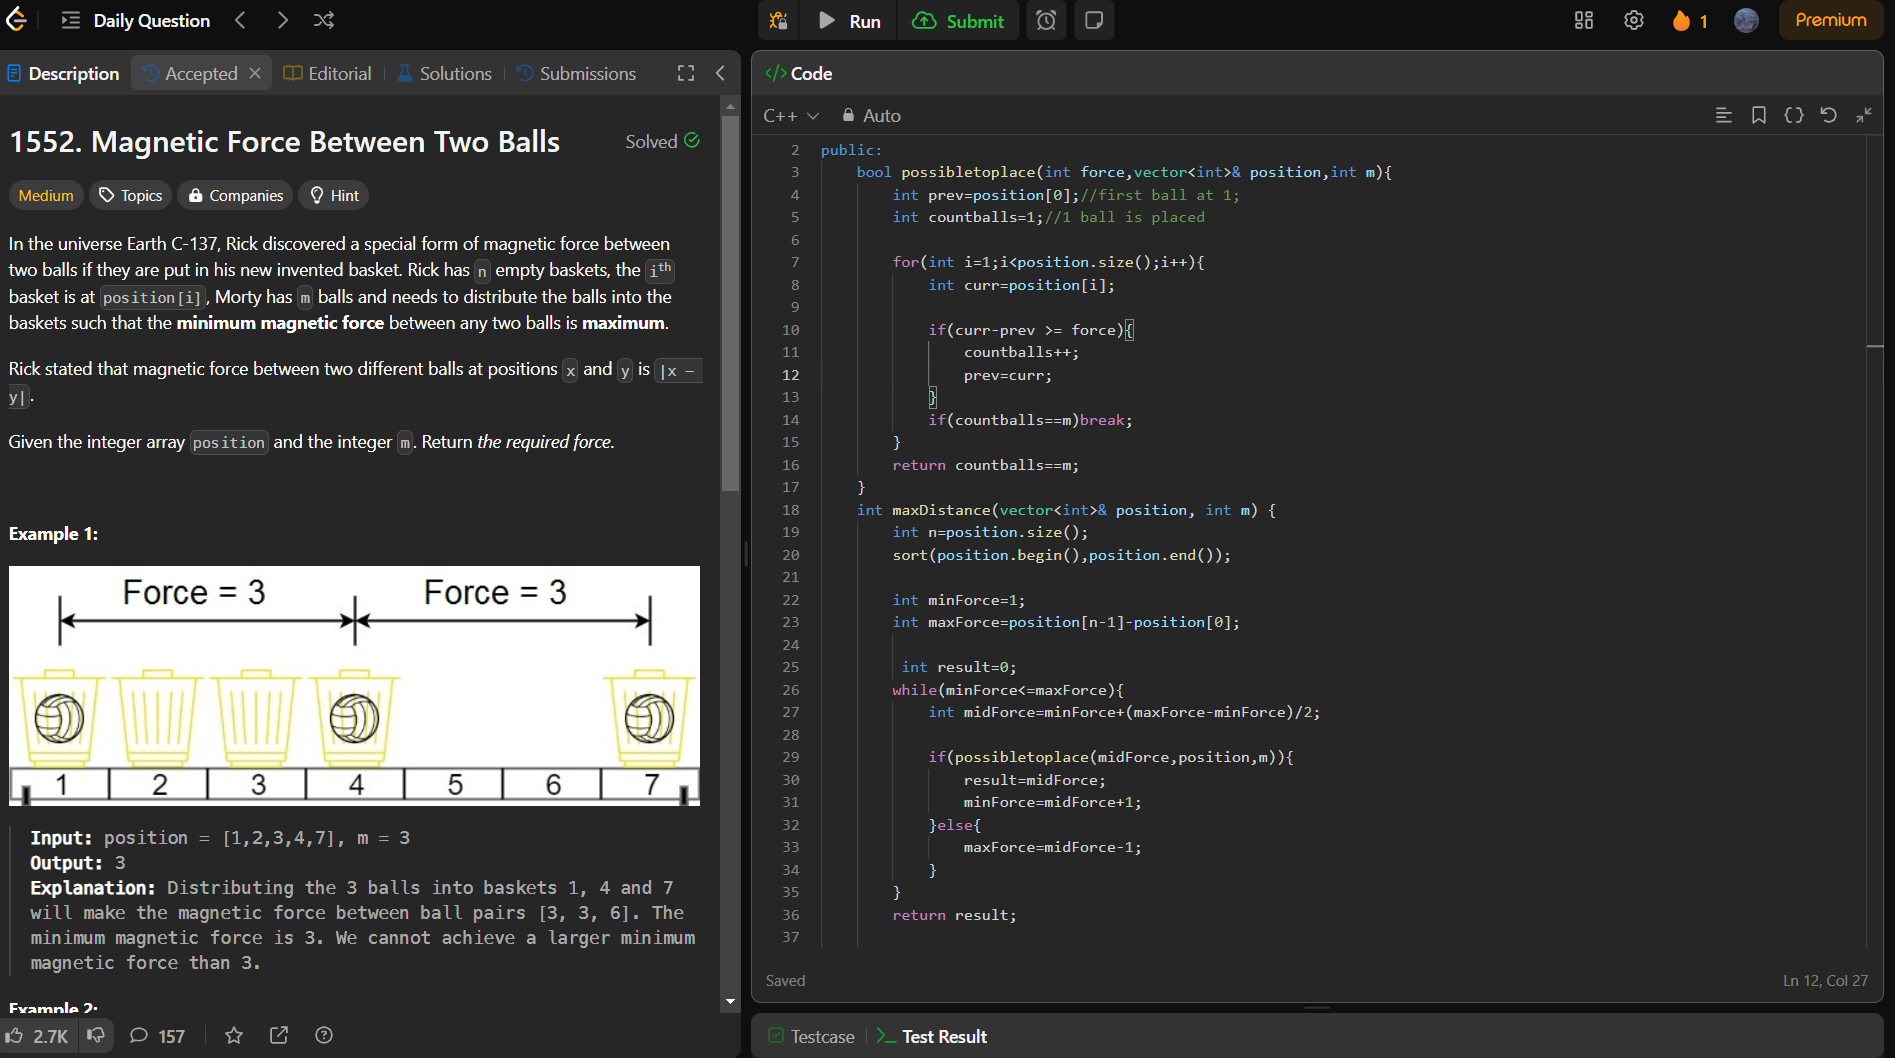 Daily Question
Run
Submit
1
Premium
Description
Accepted
Editorial
Solutions
Submissions
1552. Magnetic Force Between Two Balls
Solved
Medium
Topics
Companies
Hint
In the universe Earth C-137, Rick discovered a special form of magnetic force between
two balls if they are put in his new invented basket. Rick has n empty baskets, the ith
basket is at position[i], Morty has m balls and needs to distribute the balls into the
baskets such that the minimum magnetic force between any two balls is maximum.
Rick stated that magnetic force between two different balls at positions x and y is |x -
y|.
Given the integer array position and the integer m. Return the required force.
Example 1:
Force = 3 Force = 3
1 2 3 4 5 6 7
Input: position = [1,2,3,4,7], m = 3
Output: 3
Explanation: Distributing the 3 balls into baskets 1, 4 and 7
will make the magnetic force between ball pairs [3, 3, 6]. The
minimum magnetic force is 3. We cannot achieve a larger minimum
magnetic force than 3.
Example 2:
2.7K
157
</> Code
C++
Auto
2 public:
3 bool possibletoplace(int force,vector<int>& position,int m){
4 int prev=position[0];//first ball at 1;
5 int countballs=1;//1 ball is placed
6
7 for(int i=1;i<position.size();i++){
8 int curr=position[i];
9
10 if(curr-prev >= force){
11 countballs++;
12 prev=curr;
13 }
14 if(countballs==m)break;
15 }
16 return countballs==m;
17 }
18 int maxDistance(vector<int>& position, int m) {
19 int n=position.size();
20 sort(position.begin(),position.end());
21
22 int minForce=1;
23 int maxForce=position[n-1]-position[0];
24
25 int result=0;
26 while(minForce<=maxForce){
27 int midForce=minForce+(maxForce-minForce)/2;
28
29 if(possibletoplace(midForce,position,m)){
30 result=midForce;
31 minForce=midForce+1;
32 }else{
33 maxForce=midForce-1;
34 }
35 }
36 return result;
37
Saved
Ln 12, Col 27
Testcase
Test Result